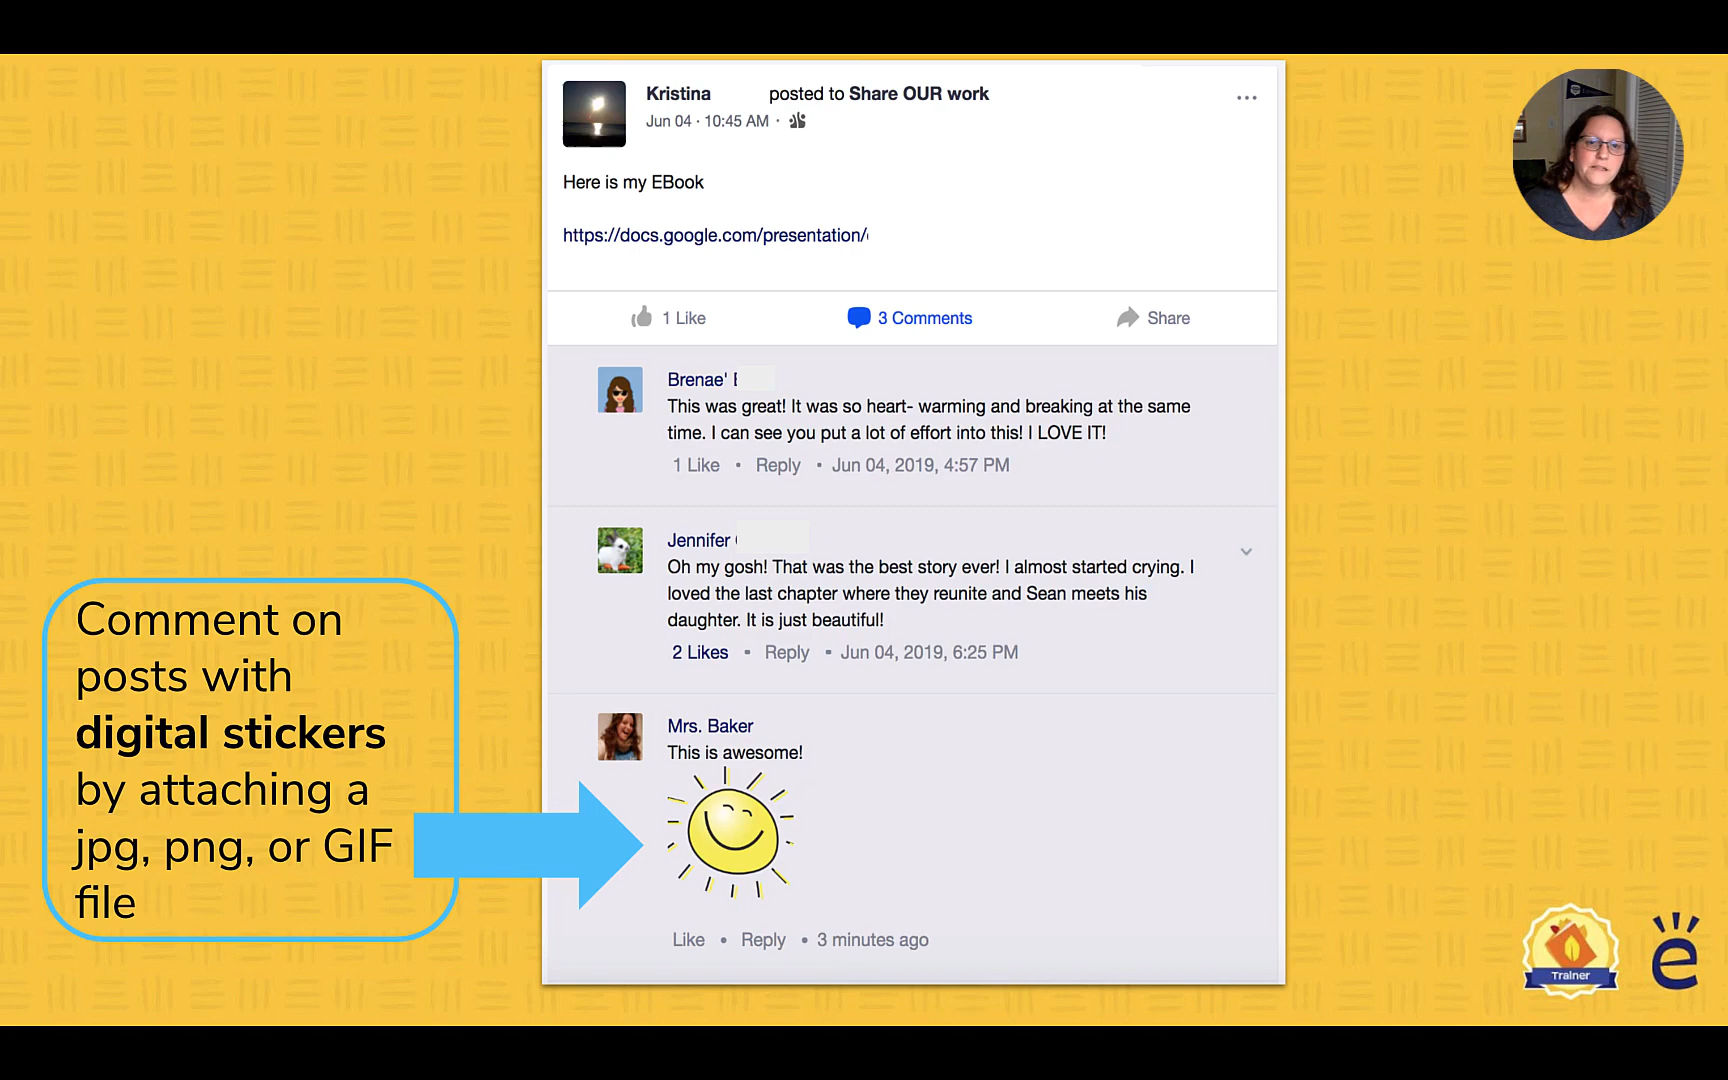 Kristina posted to Share OUR work
Jun 04 · 10:45 AM ·
Here is my EBook
https://docs.google.com/presentation/
1 Like 3 Comments Share
Brenae'
This was great! It was so heart- warming and breaking at the same
time. I can see you put a lot of effort into this! I LOVE IT!
1 Like • Reply • Jun 04, 2019, 4:57 PM
Jennifer
Oh my gosh! That was the best story ever! I almost started crying. I
loved the last chapter where they reunite and Sean meets his
daughter. It is just beautiful!
2 Likes • Reply • Jun 04, 2019, 6:25 PM
Mrs. Baker
This is awesome!
Like • Reply • 3 minutes ago
Comment on
posts with
digital stickers
by attaching a
jpg, png, or GIF
file
Trainer
e